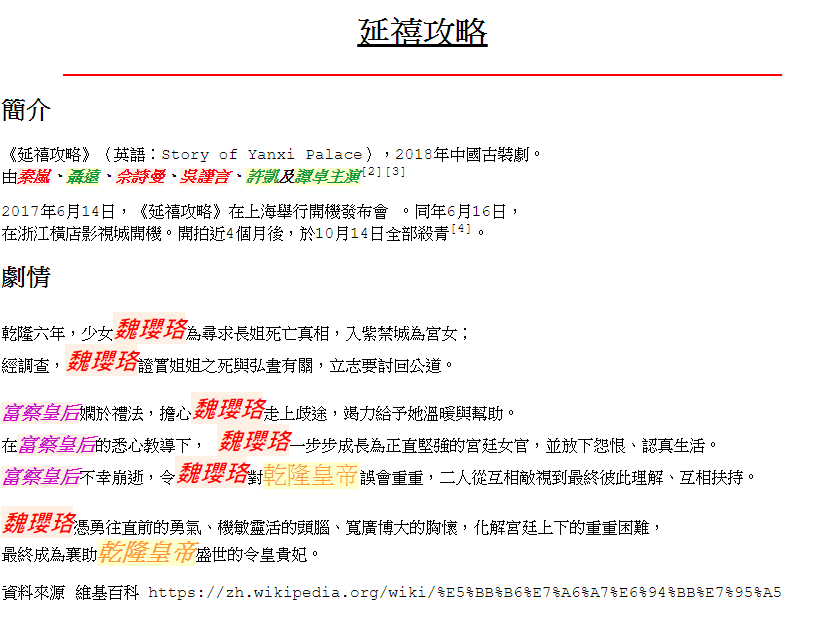 延禧攻略
簡介
《延禧攻略》（英語：Story of Yanxi Palace），2018年中國古裝劇。
由秦嵐、聶遠、佘詩曼、吳謹言、許凱及譚卓主演[2][3]
2017年6月14日，《延禧攻略》在上海舉行開機發布會 。同年6月16日，
在浙江橫店影視城開機。開拍近4個月後，於10月14日全部殺青[4]。
劇情
乾隆六年，少女魏瓔珞為尋求長姐死亡真相，入紫禁城為宮女；
經調查，魏瓔珞證實姐姐之死與弘晝有關，立志要討回公道。
富察皇后嫻於禮法，擔心魏瓔珞走上歧途，竭力給予她溫暖與幫助。
在富察皇后的悉心教導下， 魏瓔珞一步步成長為正直堅強的宮廷女官，並放下怨恨、認真生活。
富察皇后不幸崩逝，令魏瓔珞對乾隆皇帝誤會重重，二人從互相敵視到最終彼此理解、互相扶持。
魏瓔珞憑勇往直前的勇氣、機敏靈活的頭腦、寬廣博大的胸懷，化解宮廷上下的重重困難，
最終成為襄助乾隆皇帝盛世的令皇貴妃。
資料來源 維基百科 https://zh.wikipedia.org/wiki/%E5%BB%B6%E7%A6%A7%E6%94%BB%E7%95%A5